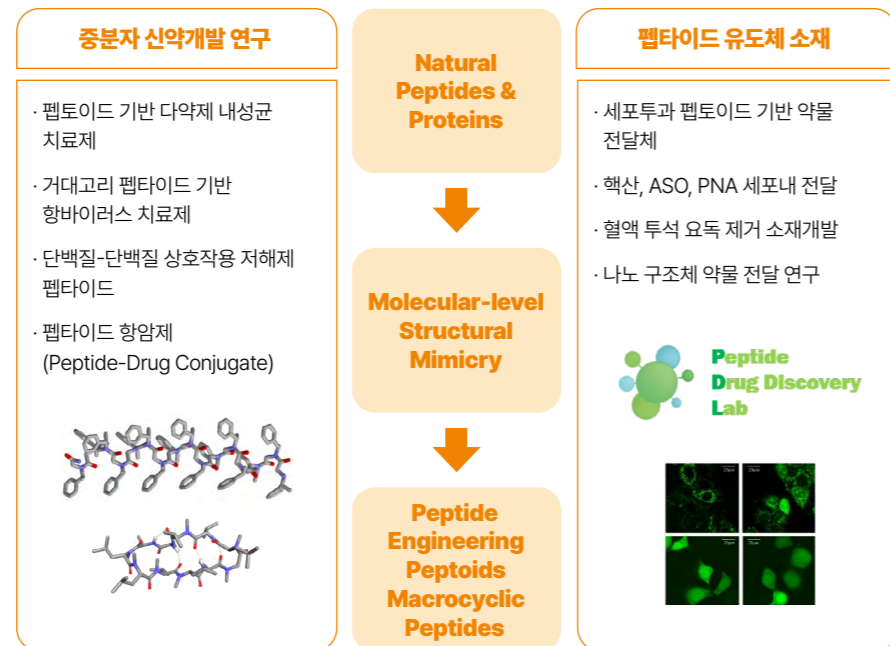 중분자 신약개발 연구
· 펩토이드 기반 다약제 내성균
치료제
· 거대고리 펩타이드 기반
항바이러스 치료제
· 단백질-단백질 상호작용 저해제
펩타이드
· 펩타이드 항암제
(Peptide-Drug Conjugate)
Natural
Peptides &
Proteins
Molecular-level
Structural
Mimicry
Peptide
Engineering
Peptoids
Macrocyclic
Peptides
펩타이드 유도체 소재
· 세포투과 펩토이드 기반 약물
전달체
· 핵산, ASO, PNA 세포내 전달
· 혈액 투석 요독 제거 소재개발
· 나노 구조체 약물 전달 연구
Peptide
Drug Discovery
Lab